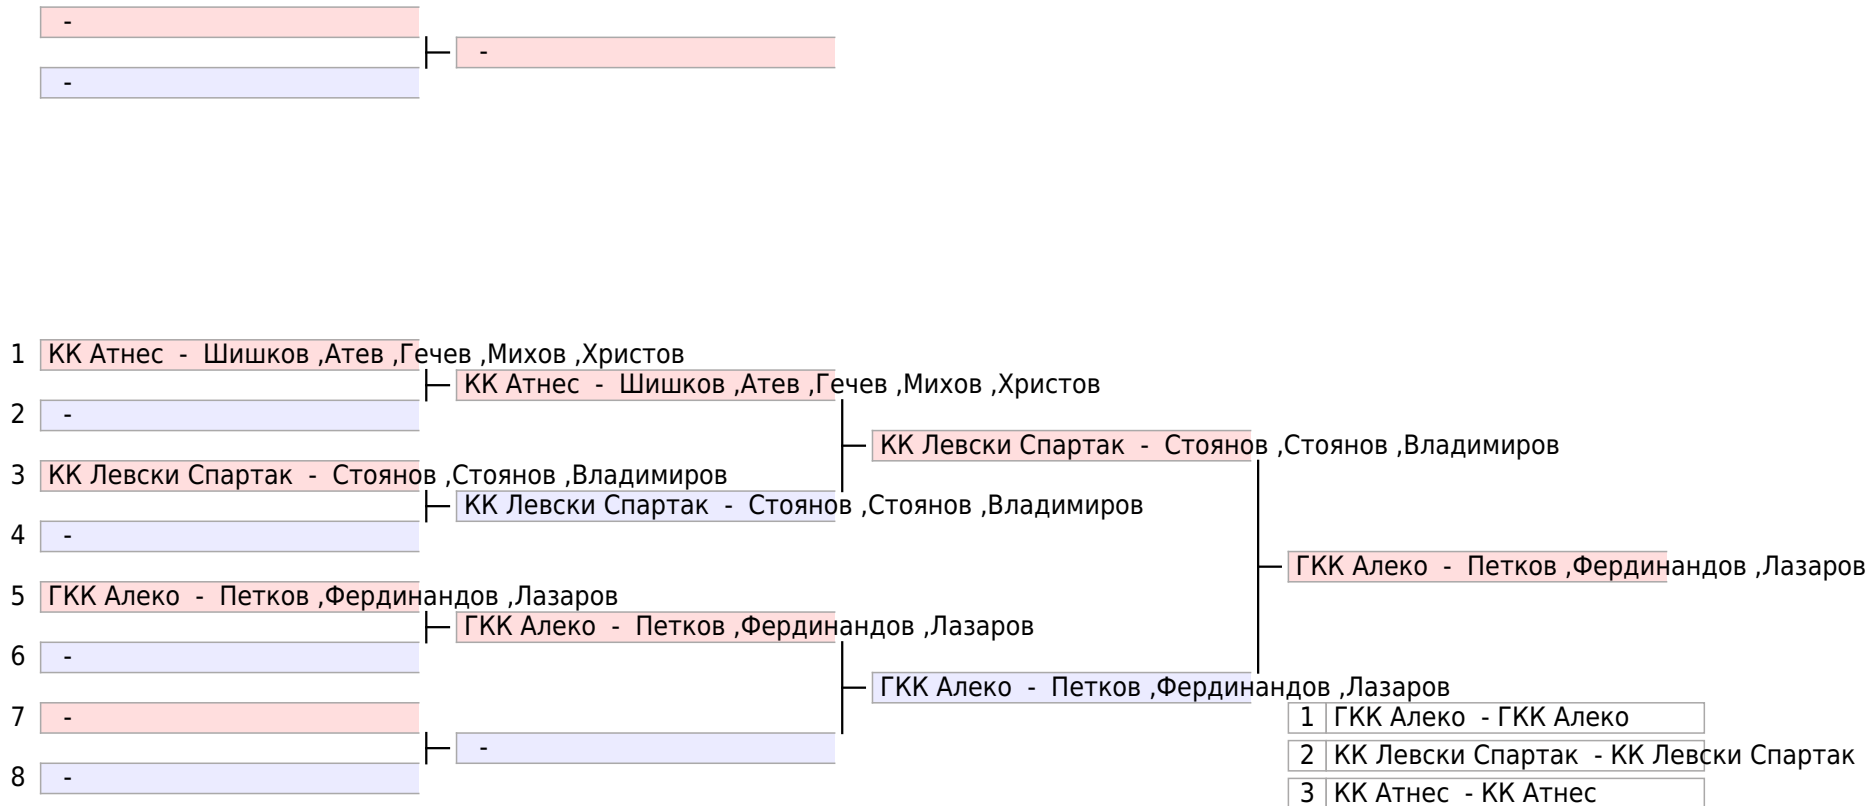 -
-
-
1 КК Атнес - Шишков ,Атев ,Гечев ,Михов ,Христов
КК Атнес - Шишков ,Атев ,Гечев ,Михов ,Христов
2 -
КК Левски Спартак - Стоянов ,Стоянов ,Владимиров
3 КК Левски Спартак - Стоянов ,Стоянов ,Владимиров
КК Левски Спартак - Стоянов ,Стоянов ,Владимиров
4 -
ГКК Алеко - Петков ,Фердинандов ,Лазаров
5 ГКК Алеко - Петков ,Фердинандов ,Лазаров
ГКК Алеко - Петков ,Фердинандов ,Лазаров
6 -
ГКК Алеко - Петков ,Фердинандов ,Лазаров
7 -
1 ГКК Алеко - ГКК Алеко
-
2 КК Левски Спартак - КК Левски Спартак
8 -
3 КК Атнес - КК Атнес